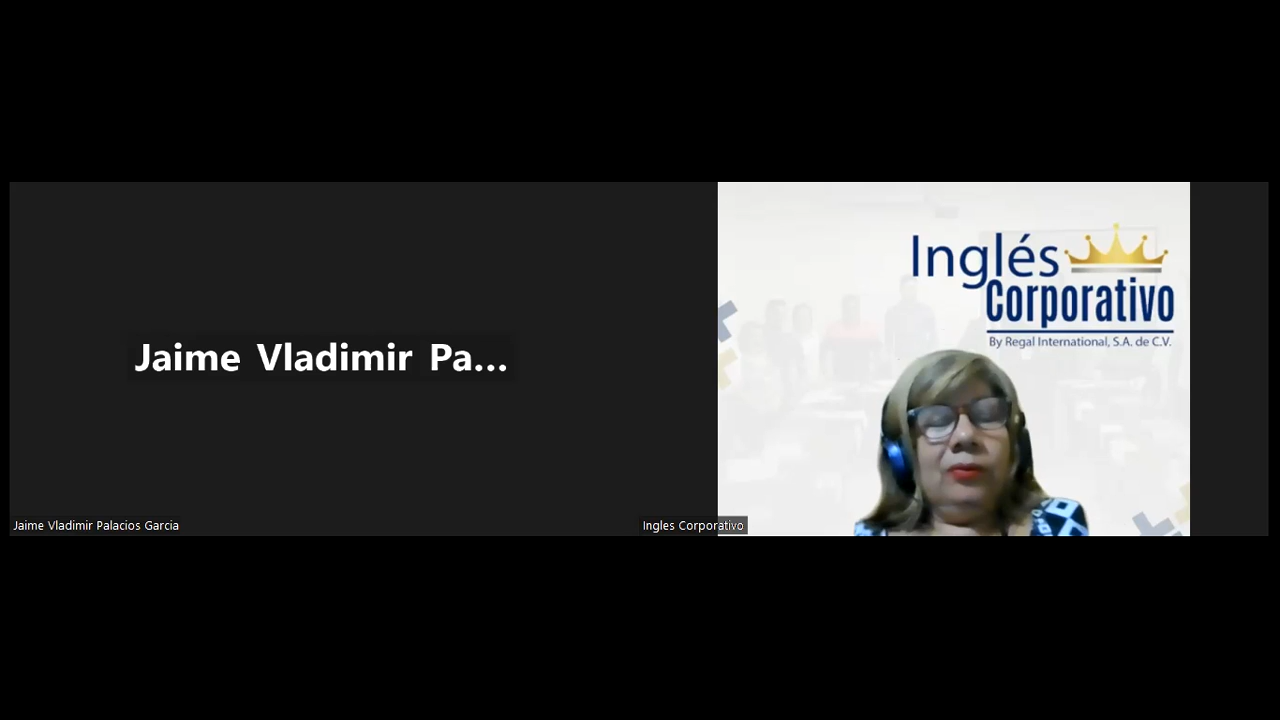 Jaime Vladimir Pa...
Jaime Vladimir Palacios Garcia
Inglés
Corporativo
By Regal International, S.A. de C.V.
Ingles Corporativo